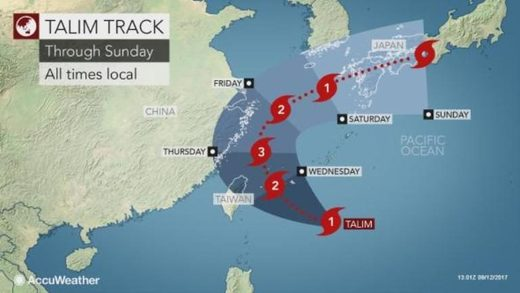 TALIM TRACK
Through Sunday
All times local
JAPAN
FRIDAY
1
2
CHINA
SATURDAY
SUNDAY
PACIFIC
OCEAN
THURSDAY
3
WEDNESDAY
2
TAIWAN
1
TALIM
AccuWeather
13:01Z 09/12/2017